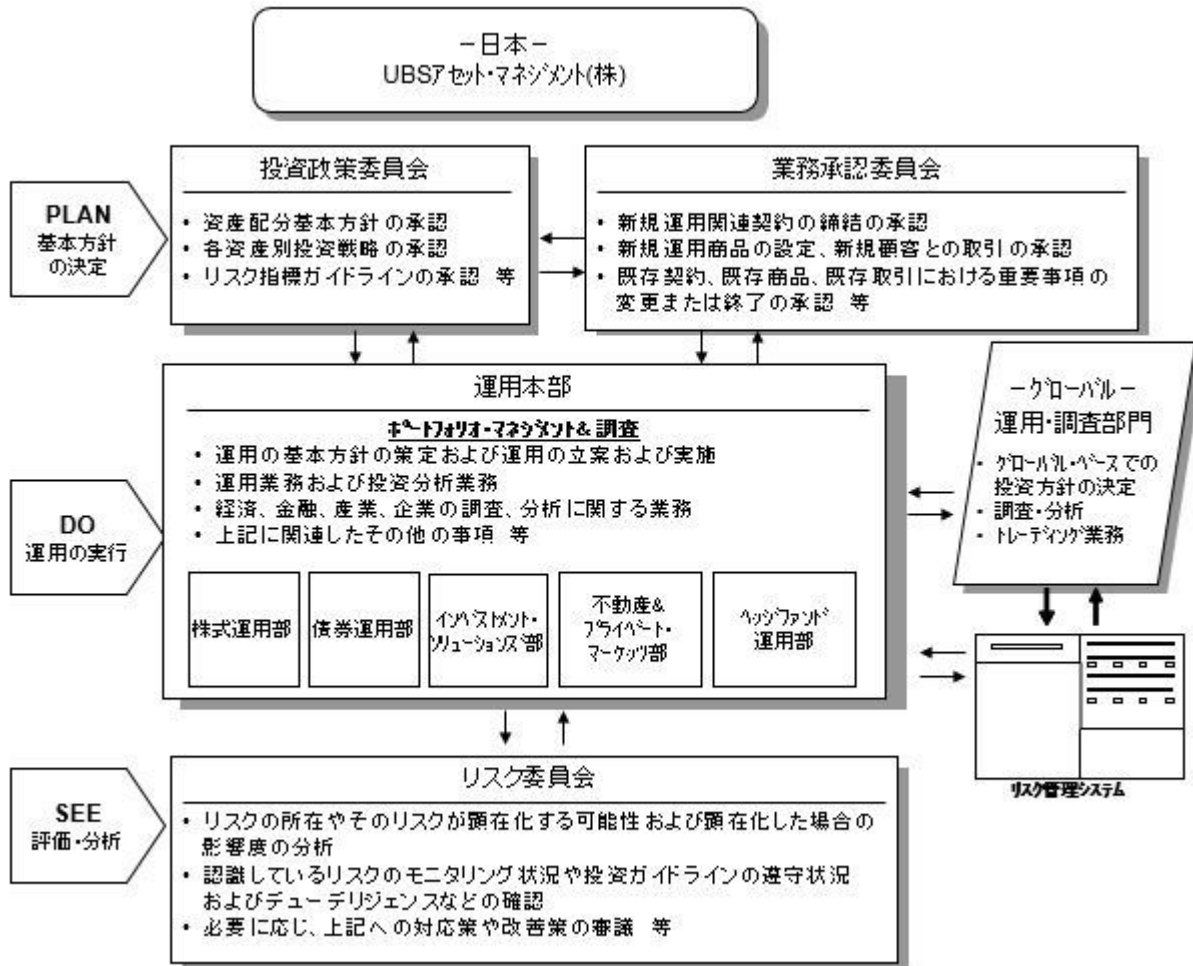 －日本－
UBSアセット・マネジメント(株)
PLAN
基本方針
の決定
投資政策委員会
• 資産配分基本方針の承認
• 各資産別投資戦略の承認
• リスク指標ガイドラインの承認 等
業務承認委員会
• 新規運用関連契約の締結の承認
• 新規運用商品の設定、新規顧客との取引の承認
• 既存契約、既存商品、既存取引における重要事項の
変更または終了の承認 等
DO
運用の実行
運用本部
ポートフォリオ・マネジメント&調査
• 運用の基本方針の策定および運用の立案および実施
• 運用業務および投資分析業務
• 経済、金融、産業、企業の調査、分析に関する業務
• 上記に関連したその他の事項 等
株式運用部
債券運用部
インベストメント・
ソリューションズ部
不動産&
プライベート・
マーケッツ部
ヘッジファンド
運用部
－グローバル－
運用・調査部門
• グローバル・ベースでの
投資方針の決定
• 調査・分析
• トレーディング業務
リスク管理システム
SEE
評価・分析
リスク委員会
• リスクの所在やそのリスクが顕在化する可能性および顕在化した場合の
影響度の分析
• 認識しているリスクのモニタリング状況や投資ガイドラインの遵守状況
およびデューデリジェンスなどの確認
• 必要に応じ、上記への対応策や改善策の審議 等